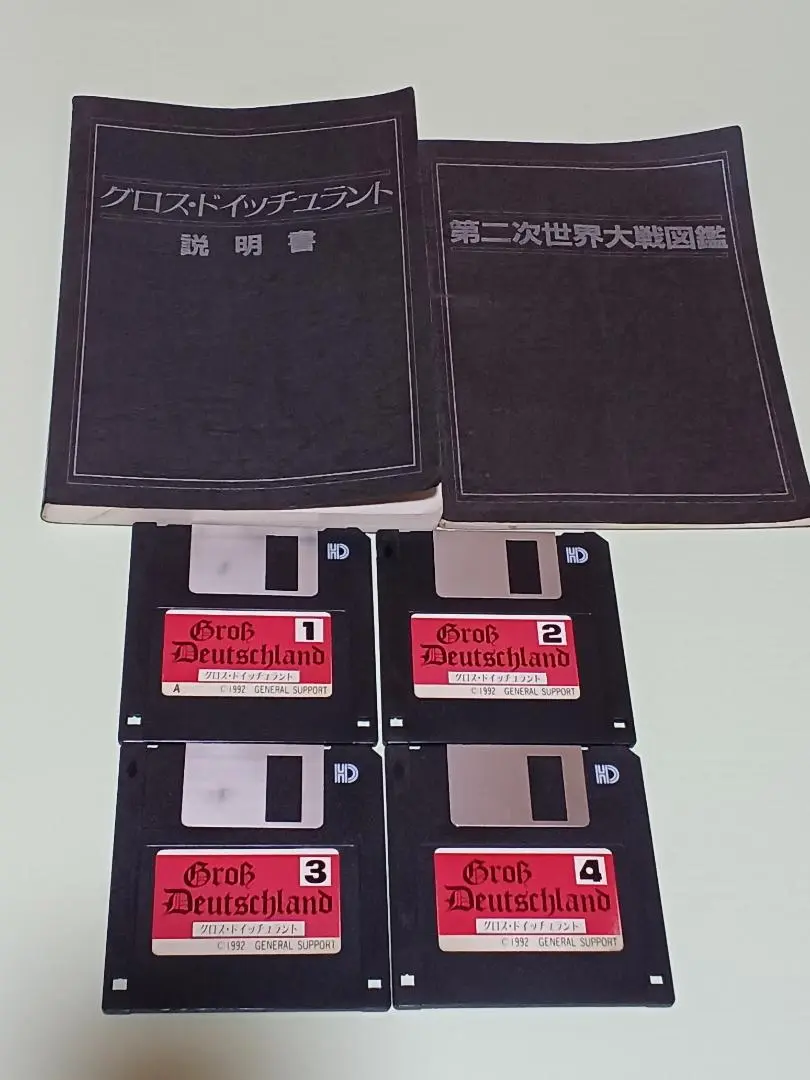 グロス・ドイッチュラント
説明書
第二次世界大戦図鑑
HD
Groß
Deutschland
1
グロス・ドイッチュラント
A
©1992 GENERAL SUPPORT
HD
Groß
Deutschland
2
グロス・ドイッチュラント
©1992 GENERAL SUPPORT
HD
Groß
Deutschland
3
グロス・ドイッチュラント
©1992 GENERAL SUPPORT
HD
Groß
Deutschland
4
グロス・ドイッチュラント
©1992 GENERAL SUPPORT